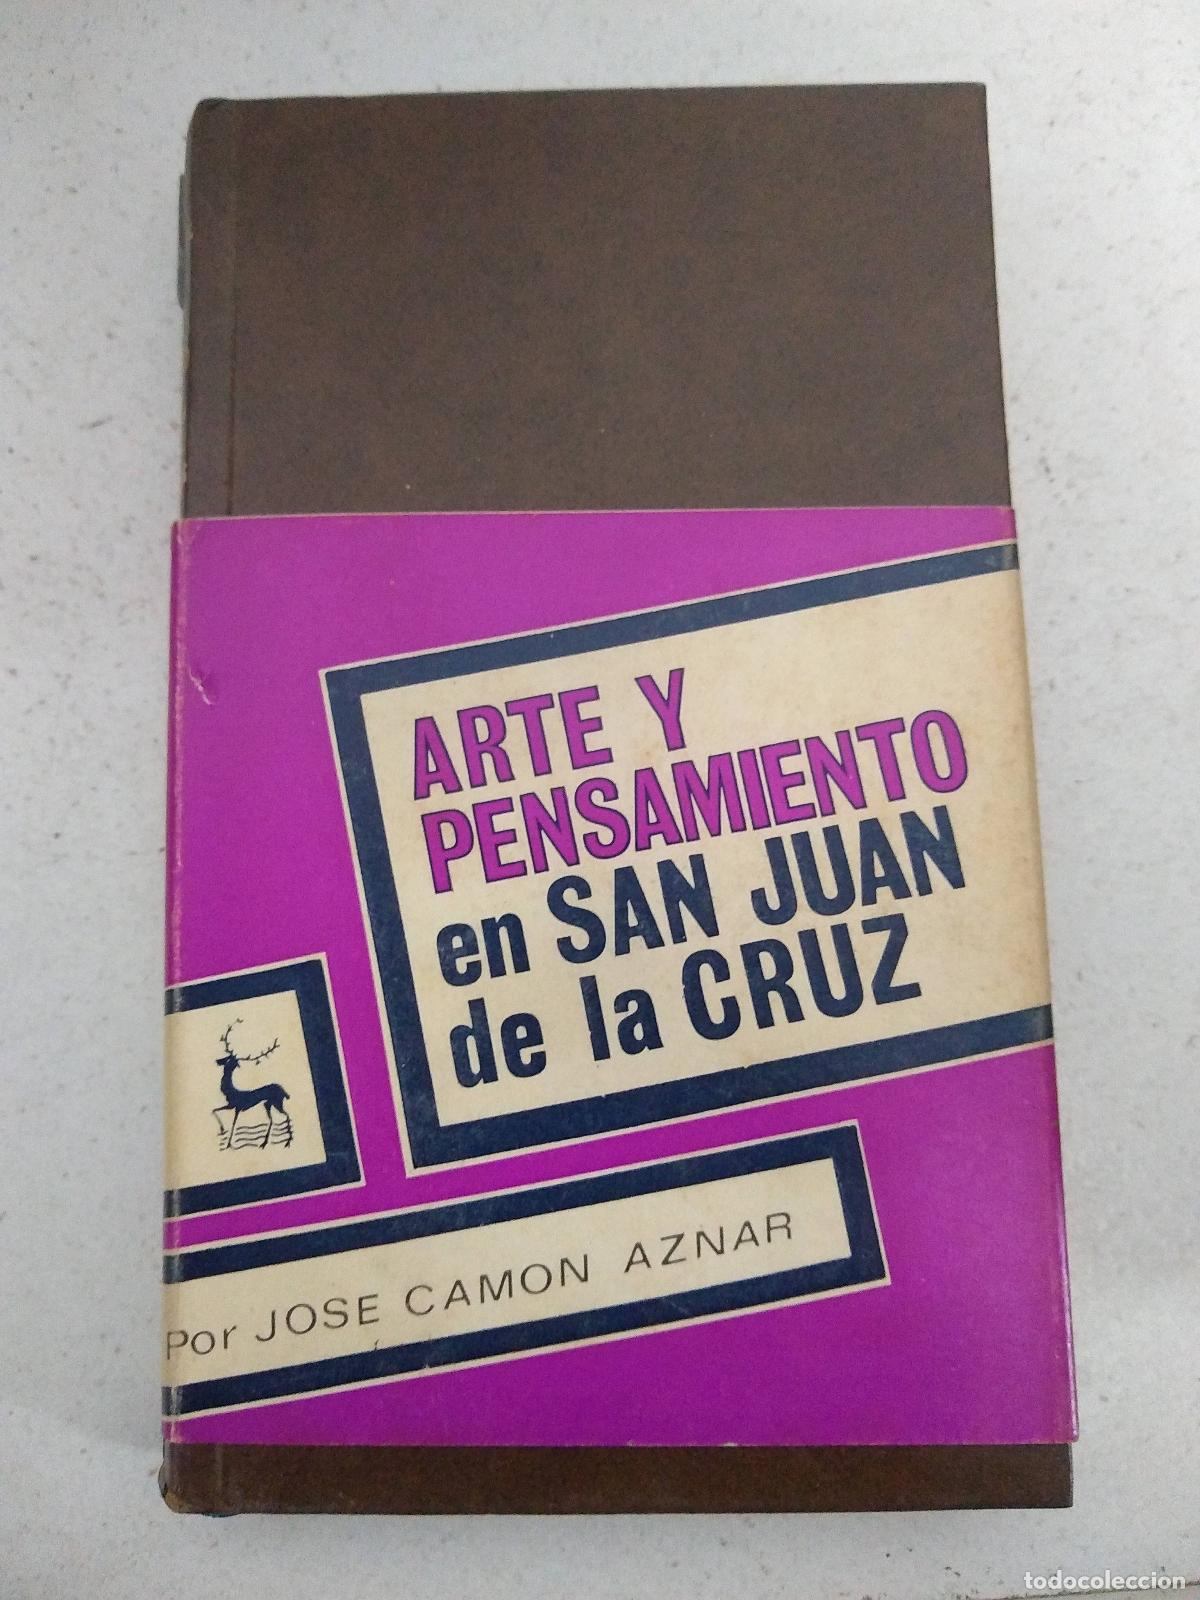 ARTE Y
PENSAMIENTO
en SAN JUAN
de la CRUZ
Por JOSE CAMON AZNAR
todocoleccion